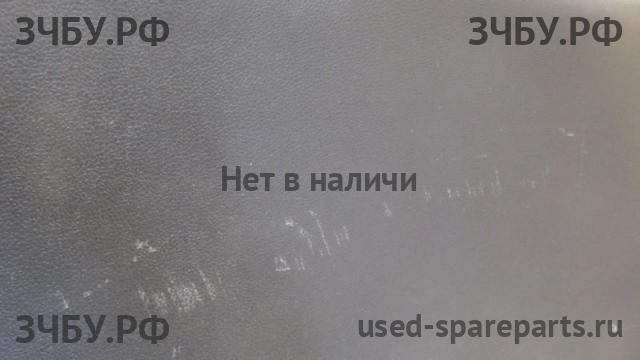 ЗЧБУ.РФ ЗЧБУ.РФ
Нет в наличи
ЗЧБУ.РФ used-spareparts.ru